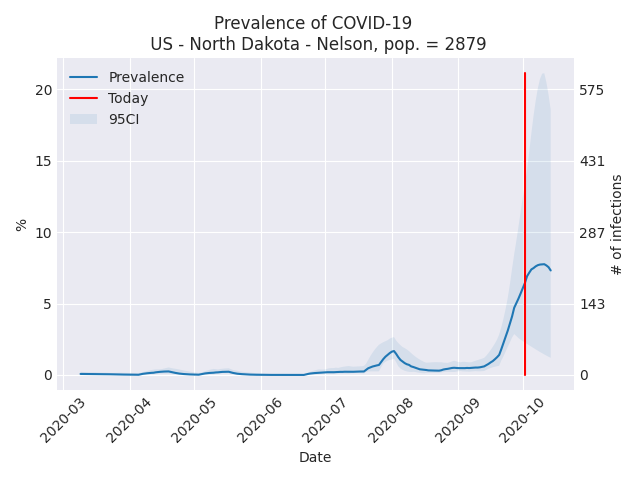 Prevalence of COVID-19
US - North Dakota - Nelson, pop. = 2879
Prevalence
Today
95CI
20
15
10
5
0
%
575
431
287
143
0
# of infections
2020-03
2020-04
2020-05
2020-06
2020-07
2020-08
2020-09
2020-10
Date